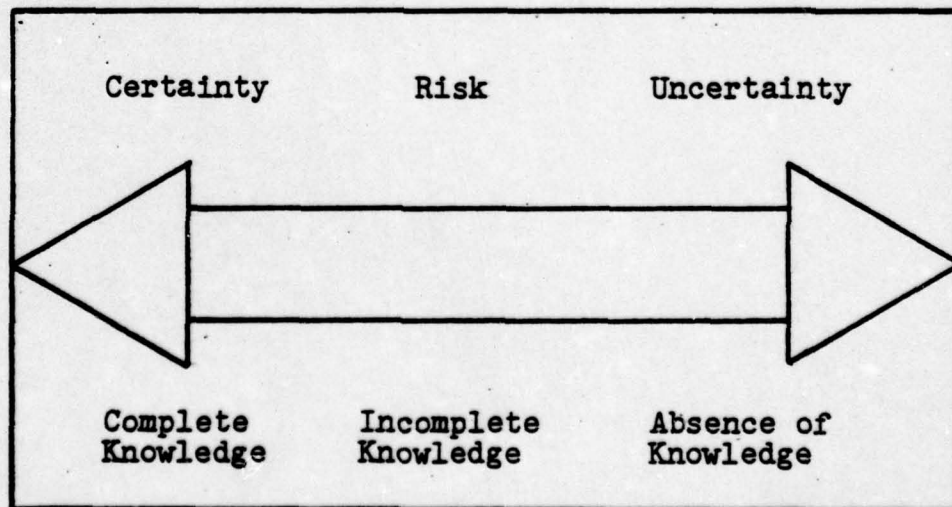 Certainty Risk Uncertainty
Complete Incomplete Absence of
Knowledge Knowledge Knowledge